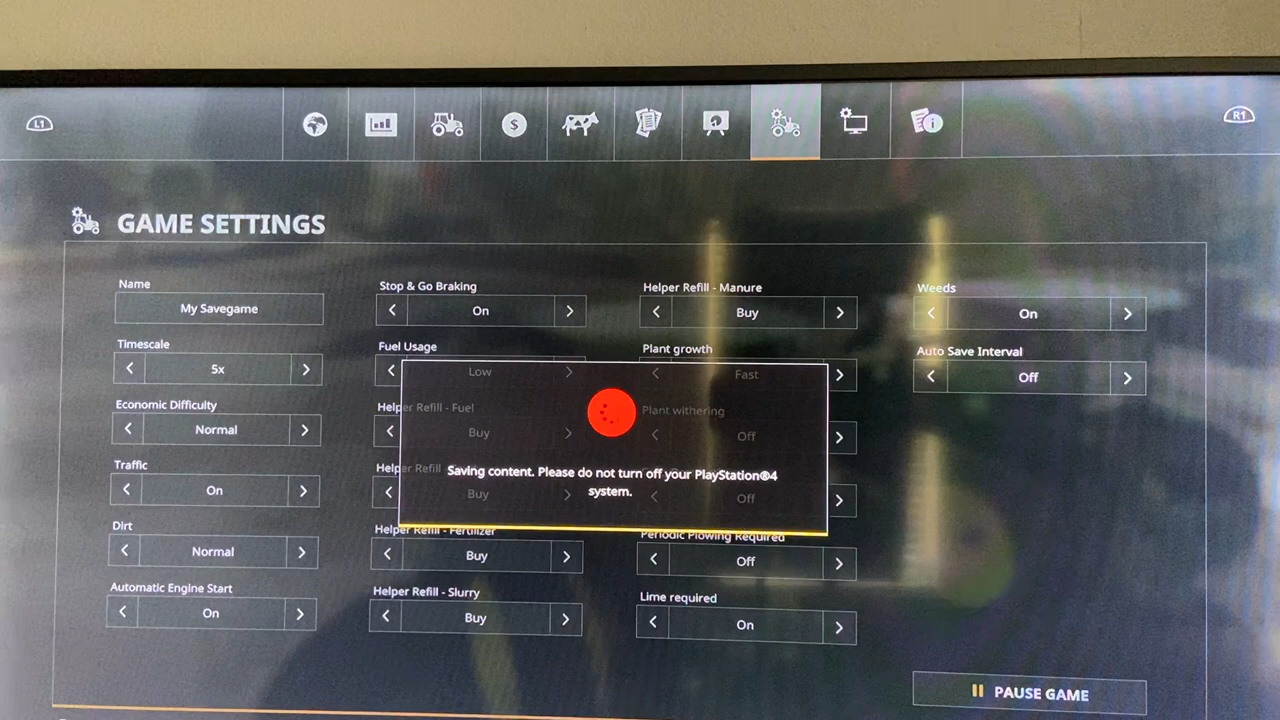 L1
R1
GAME SETTINGS
Name
My Savegame
Timescale
5x
Economic Difficulty
Normal
Traffic
On
Dirt
Normal
Automatic Engine Start
On
Stop & Go Braking
On
Fuel Usage
Low
Helper Refill - Fuel
Buy
Helper Refill
Buy
Helper Refill - Fertilizer
Buy
Helper Refill - Slurry
Buy
Helper Refill - Manure
Buy
Plant growth
Fast
Plant withering
Off
Off
Periodic Plowing Required
Off
Lime required
On
Weeds
On
Auto Save Interval
Off
Saving content. Please do not turn off your PlayStation®4
system.
PAUSE GAME